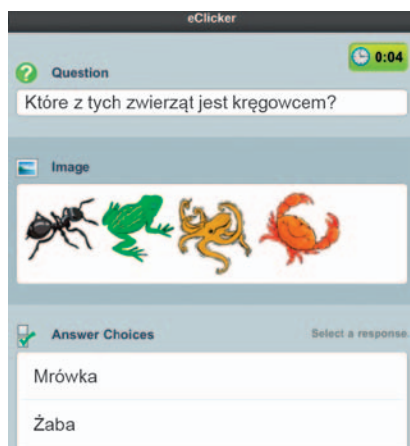 eClicker
0:04
Question
Które z tych zwierząt jest kręgowcem?
Image
Answer Choices
Select a response.
Mrówka
Żaba